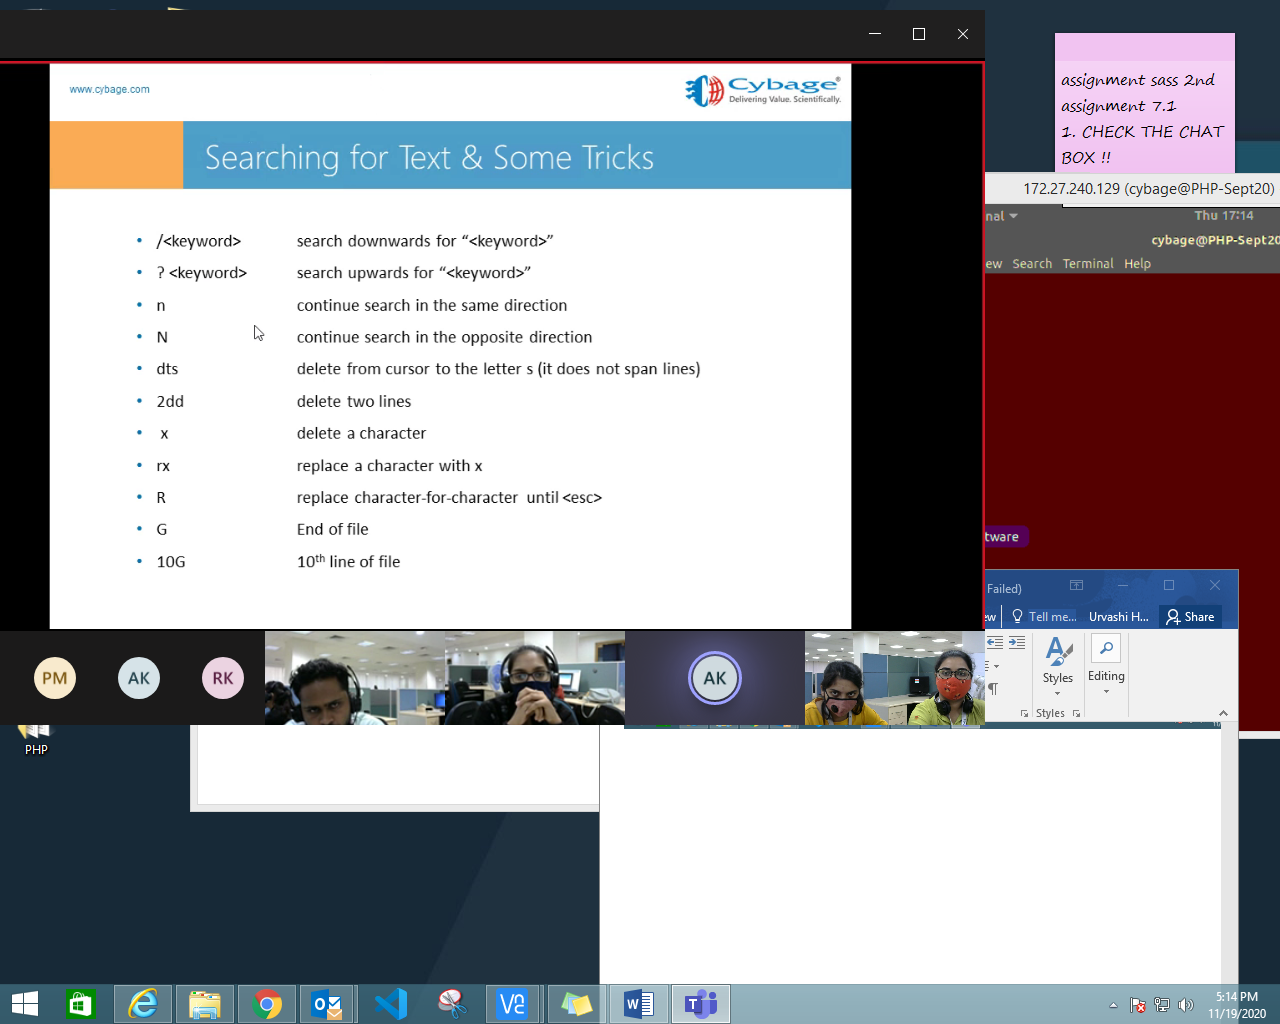 www.cybage.com
Cybage®
Delivering Value. Scientifically.
Searching for Text & Some Tricks
• /<keyword> search downwards for “<keyword>”
• ? <keyword> search upwards for “<keyword>”
• n continue search in the same direction
• N continue search in the opposite direction
• dts delete from cursor to the letter s (it does not span lines)
• 2dd delete two lines
• x delete a character
• rx replace a character with x
• R replace character-for-character until <esc>
• G End of file
• 10G 10th line of file
assignment sass 2nd
assignment 7.1
1. CHECK THE CHAT
BOX !!
172.27.240.129 (cybage@PHP-Sept20)
nal Thu 17:14
cybage@PHP-Sept20
ew Search Terminal Help
tware
Failed)
ew Tell me... Urvashi H... Share
Styles Editing
Styles
PM AK RK AK
PHP
5:14 PM
11/19/2020